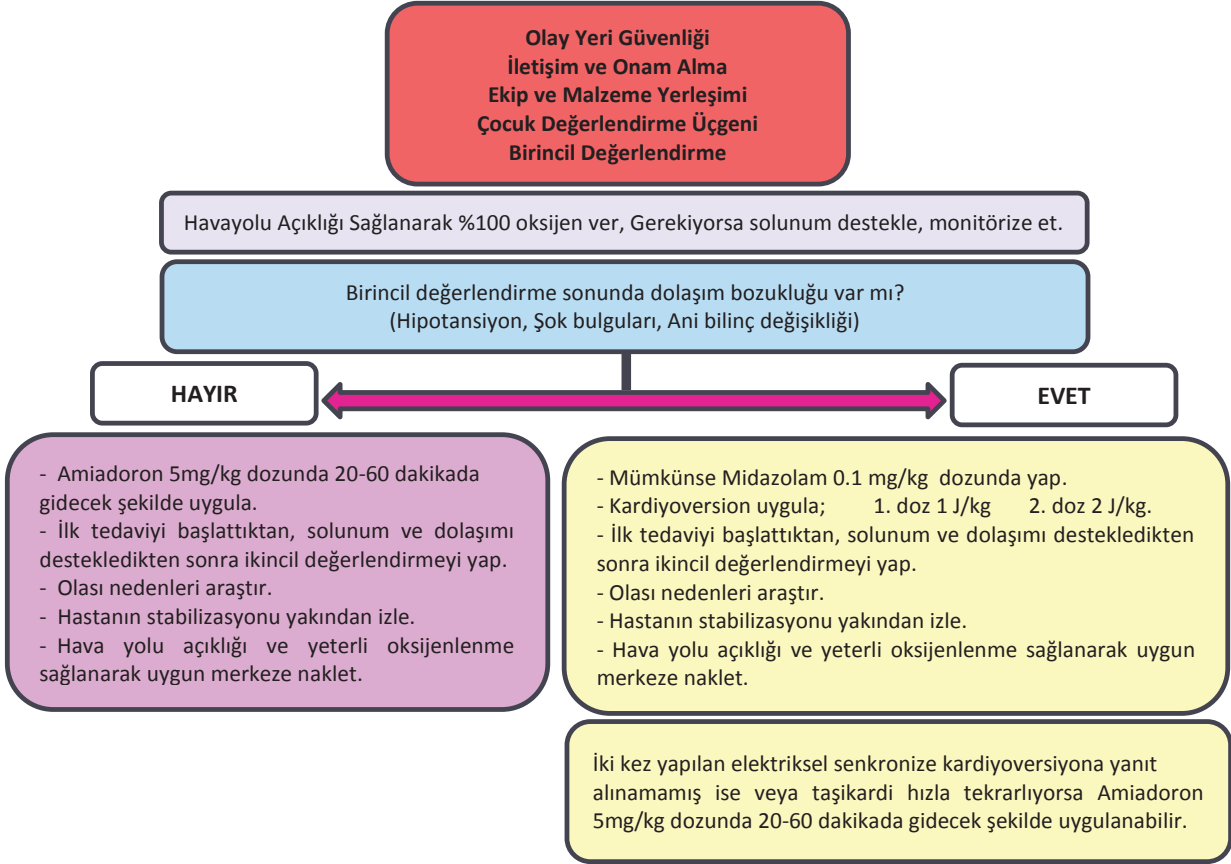 Olay Yeri Güvenliği
İletişim ve Onam Alma
Ekip ve Malzeme Yerleşimi
Çocuk Değerlendirme Üçgeni
Birincil Değerlendirme
Havayolu Açıklığı Sağlanarak %100 oksijen ver, Gerekiyorsa solunum destekle, monitörize et.
Birincil değerlendirme sonunda dolaşım bozukluğu var mı?
(Hipotansiyon, Şok bulguları, Ani bilinç değişikliği)
HAYIR
EVET
- Amiadoron 5mg/kg dozunda 20-60 dakikada
gidecek şekilde uygula.
- İlk tedaviyi başlattıktan, solunum ve dolaşımı
destekledikten sonra ikincil değerlendirmeyi yap.
- Olası nedenleri araştır.
- Hastanın stabilizasyonu yakından izle.
- Hava yolu açıklığı ve yeterli oksijenlenme
sağlanarak uygun merkeze naklet.
- Mümkünse Midazolam 0.1 mg/kg dozunda yap.
- Kardiyoversion uygula; 1. doz 1 J/kg 2. doz 2 J/kg.
- İlk tedaviyi başlattıktan, solunum ve dolaşımı destekledikten
sonra ikincil değerlendirmeyi yap.
- Olası nedenleri araştır.
- Hastanın stabilizasyonu yakından izle.
- Hava yolu açıklığı ve yeterli oksijenlenme sağlanarak uygun
merkeze naklet.
İki kez yapılan elektriksel senkronize kardiyoversiyona yanıt
alınamamış ise veya taşikardi hızla tekrarlıyorsa Amiadoron
5mg/kg dozunda 20-60 dakikada gidecek şekilde uygulanabilir.